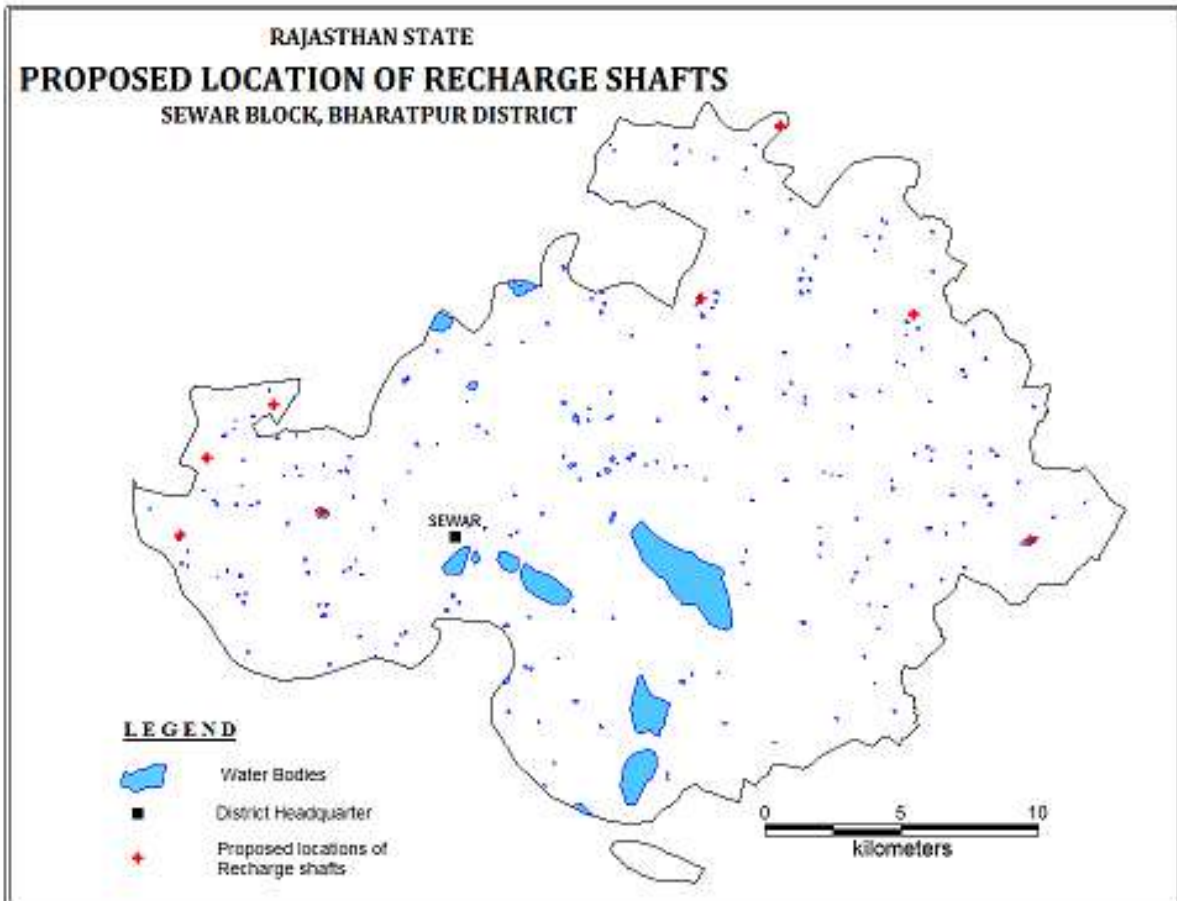 RAJASTHAN STATE
PROPOSED LOCATION OF RECHARGE SHAFTS
SEWAR BLOCK, BHARATPUR DISTRICT
SEWAR
LEGEND
Water Bodies
District Headquarter
Proposed locations of
Recharge shafts
0 5 10
kilometers